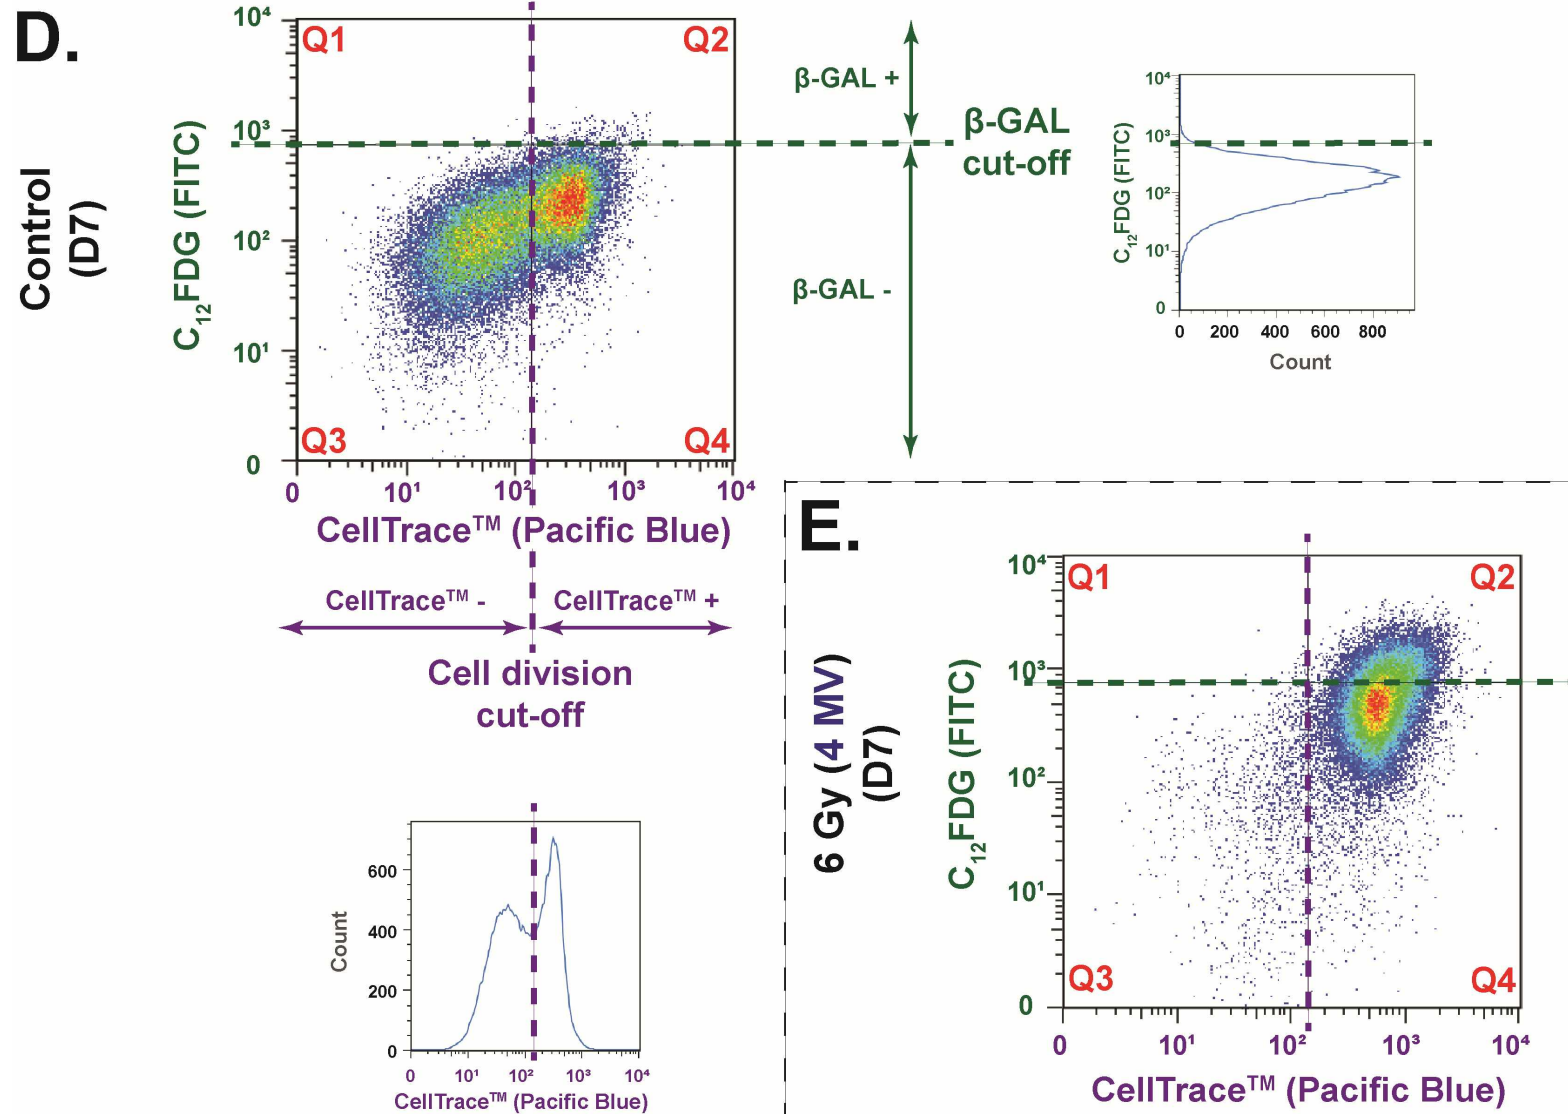 D.
Control
(D7)
C₁₂FDG (FITC)
10⁴
10³
10²
10¹
0
Q1
Q2
Q3
Q4
0
10¹
10²
10³
10⁴
CellTrace™ (Pacific Blue)
β-GAL +
β-GAL -
β-GAL
cut-off
C₁₂FDG (FITC)
10⁴
10³
10²
10¹
0
0
200
400
600
800
Count
CellTrace™ -
CellTrace™ +
Cell division
cut-off
Count
600
400
200
0
0
10¹
10²
10³
10⁴
CellTrace™ (Pacific Blue)
E.
6 Gy (4 MV)
(D7)
C₁₂FDG (FITC)
10⁴
10³
10²
10¹
0
Q1
Q2
Q3
Q4
0
10¹
10²
10³
10⁴
CellTrace™ (Pacific Blue)